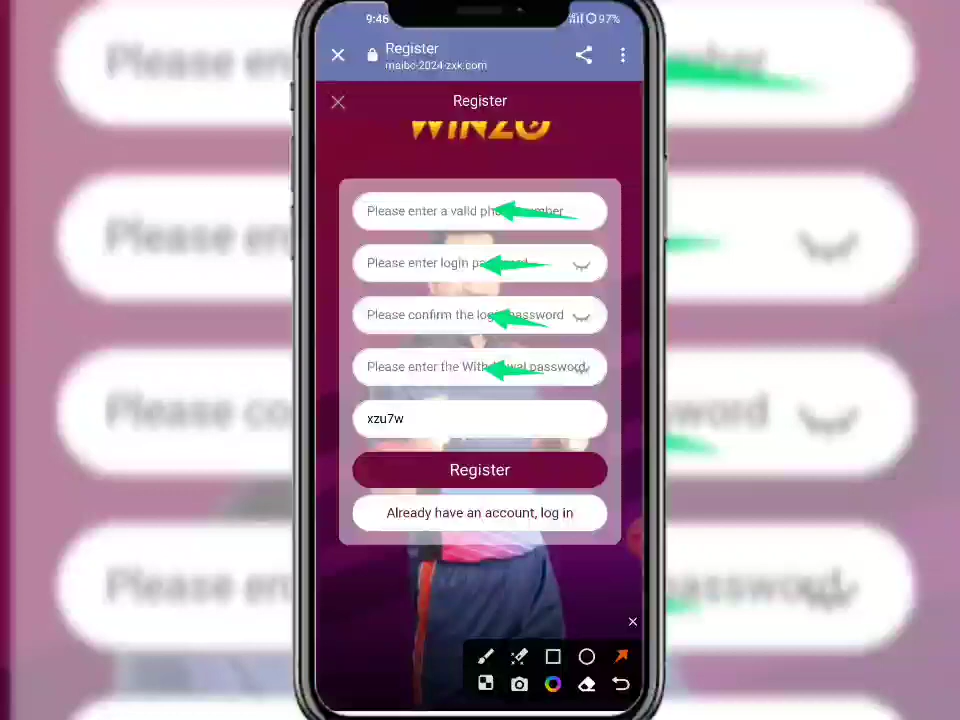 9:46
97%
Register
maibc-2024-zxk.com
Register
WINZO
Please enter a valid phone number
Please enter login password
Please confirm the login password
Please enter the Withdrawal password
xzu7w
Register
Already have an account, log in